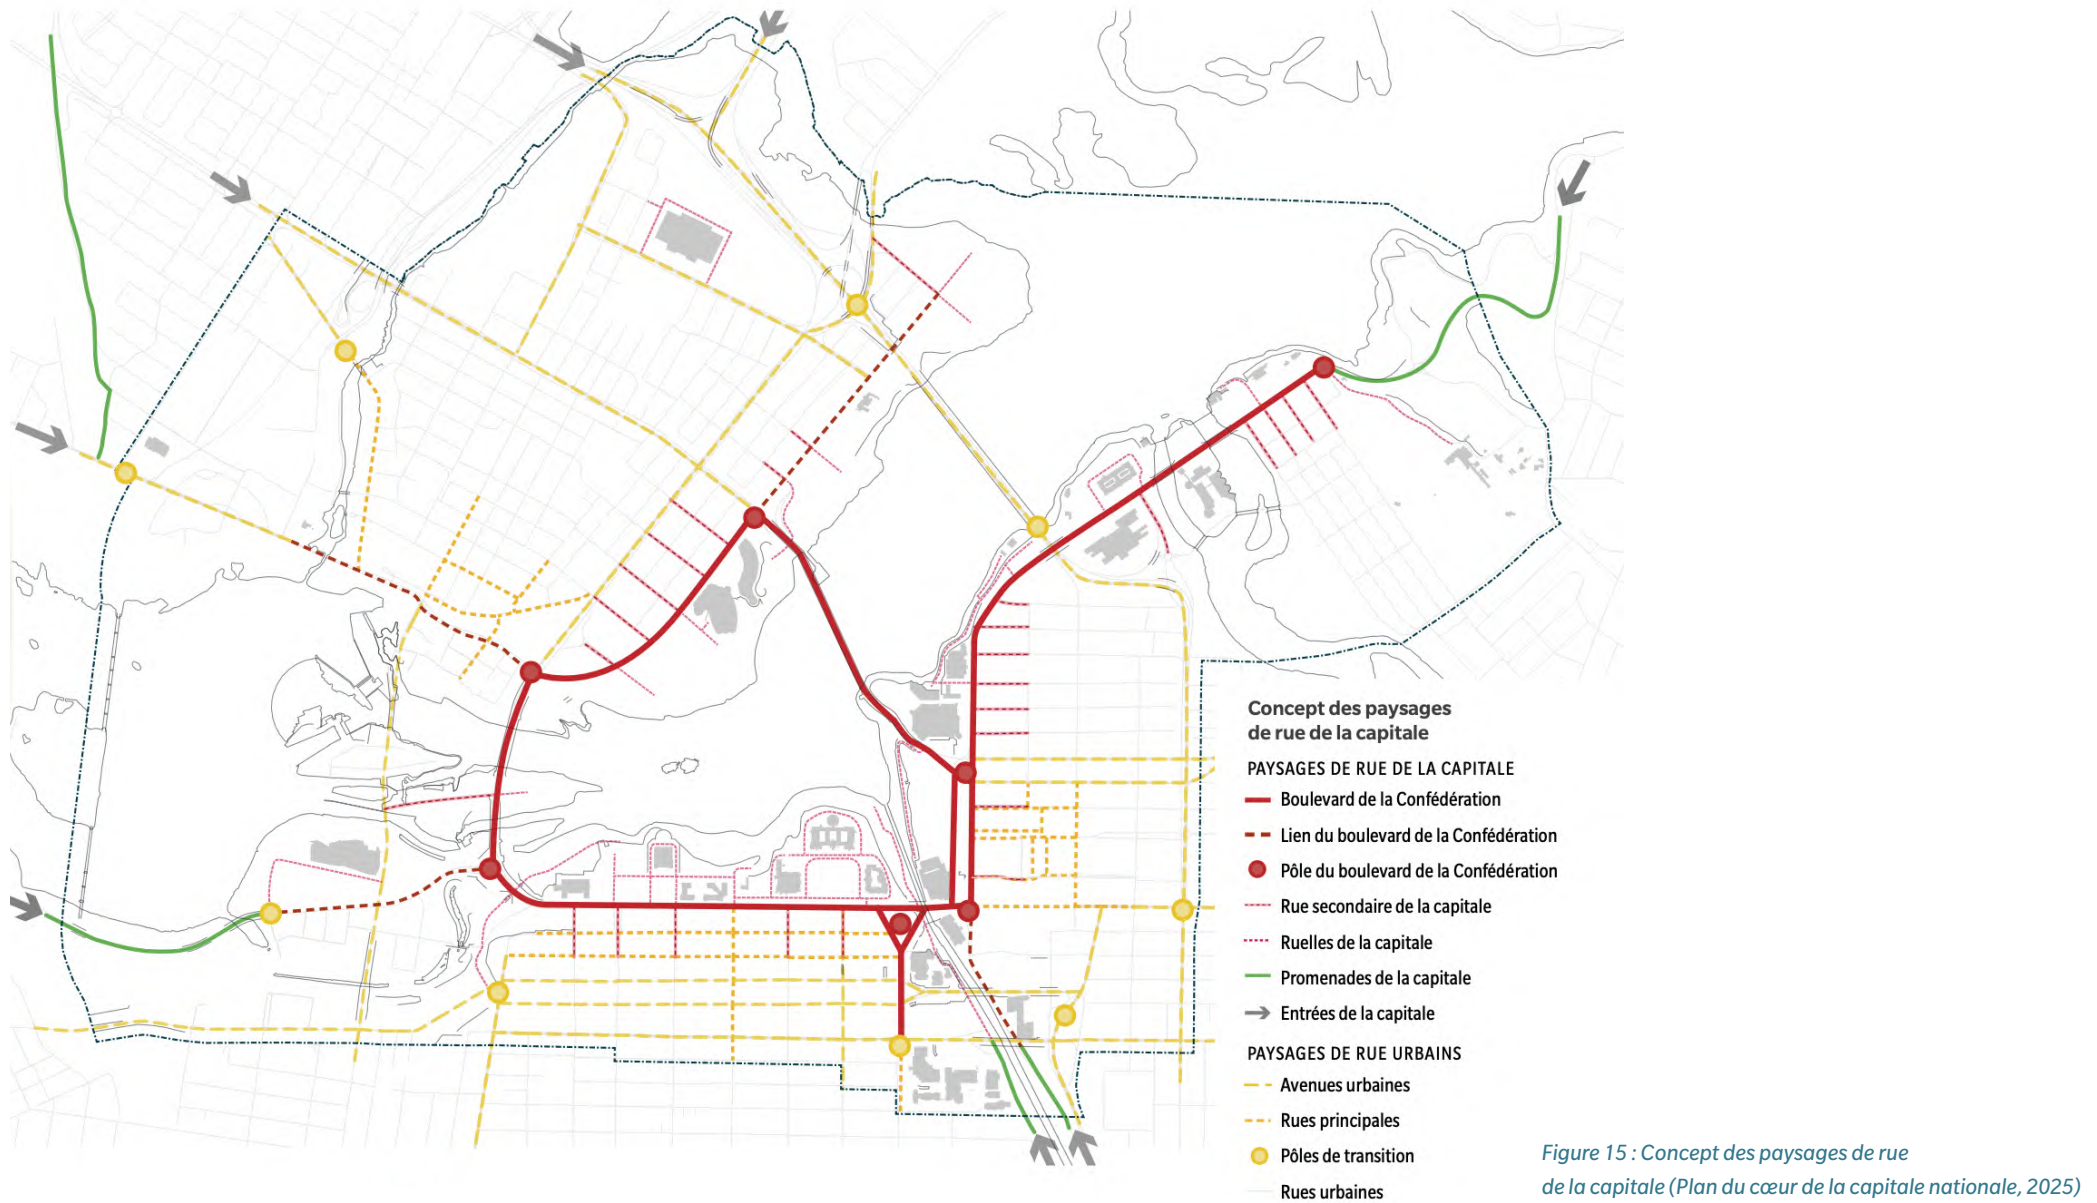 Concept des paysages
de rue de la capitale
PAYSAGES DE RUE DE LA CAPITALE
Boulevard de la Confédération
Lien du boulevard de la Confédération
Pôle du boulevard de la Confédération
Rue secondaire de la capitale
Ruelles de la capitale
Promenades de la capitale
Entrées de la capitale
PAYSAGES DE RUE URBAINS
Avenues urbaines
Rues principales
Pôles de transition
Rues urbaines
Figure 15 : Concept des paysages de rue
de la capitale (Plan du cœur de la capitale nationale, 2025)